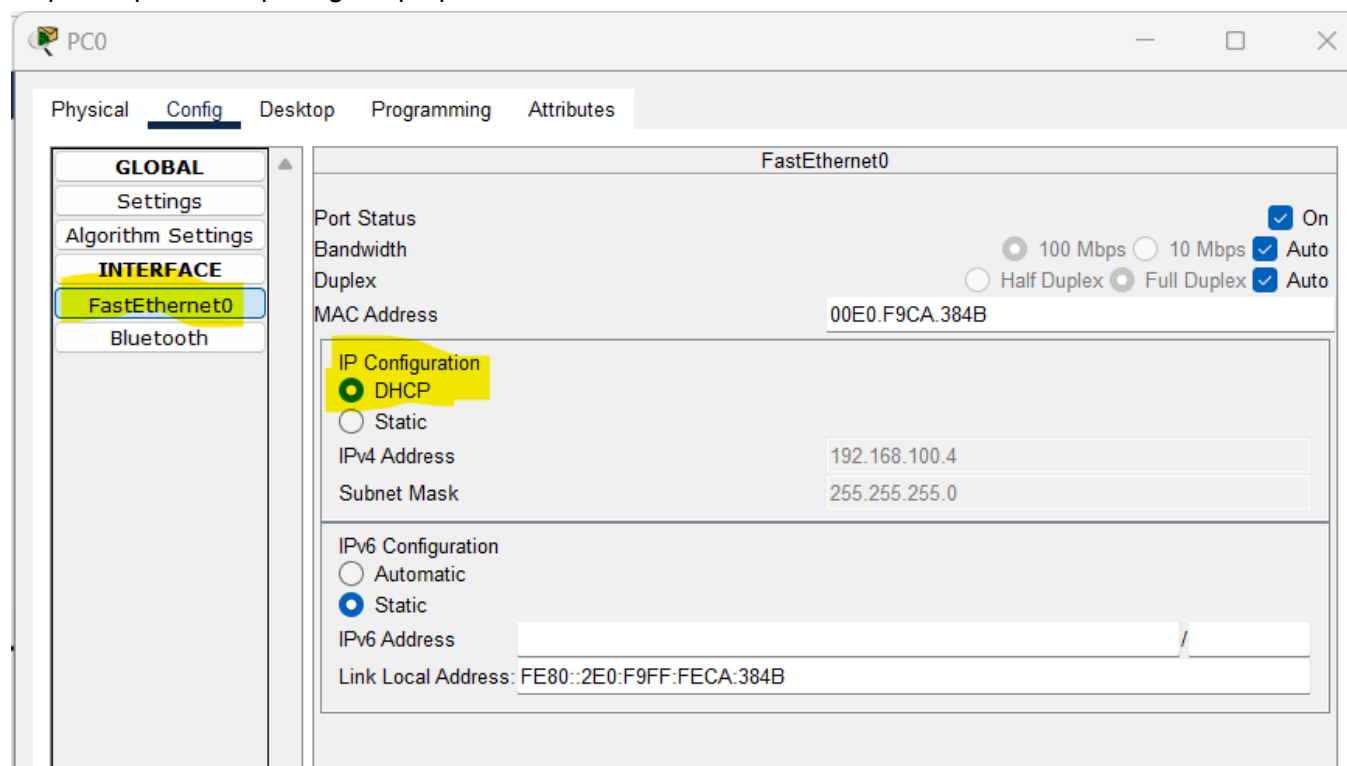 PC0
Physical Config Desktop Programming Attributes
GLOBAL
Settings
Algorithm Settings
INTERFACE
FastEthernet0
Bluetooth
FastEthernet0
Port Status On
Bandwidth 100 Mbps 10 Mbps Auto
Duplex Half Duplex Full Duplex Auto
MAC Address 00E0.F9CA.384B
IP Configuration
DHCP
Static
IPv4 Address 192.168.100.4
Subnet Mask 255.255.255.0
IPv6 Configuration
Automatic
Static
IPv6 Address /
Link Local Address: FE80::2E0:F9FF:FECA:384B